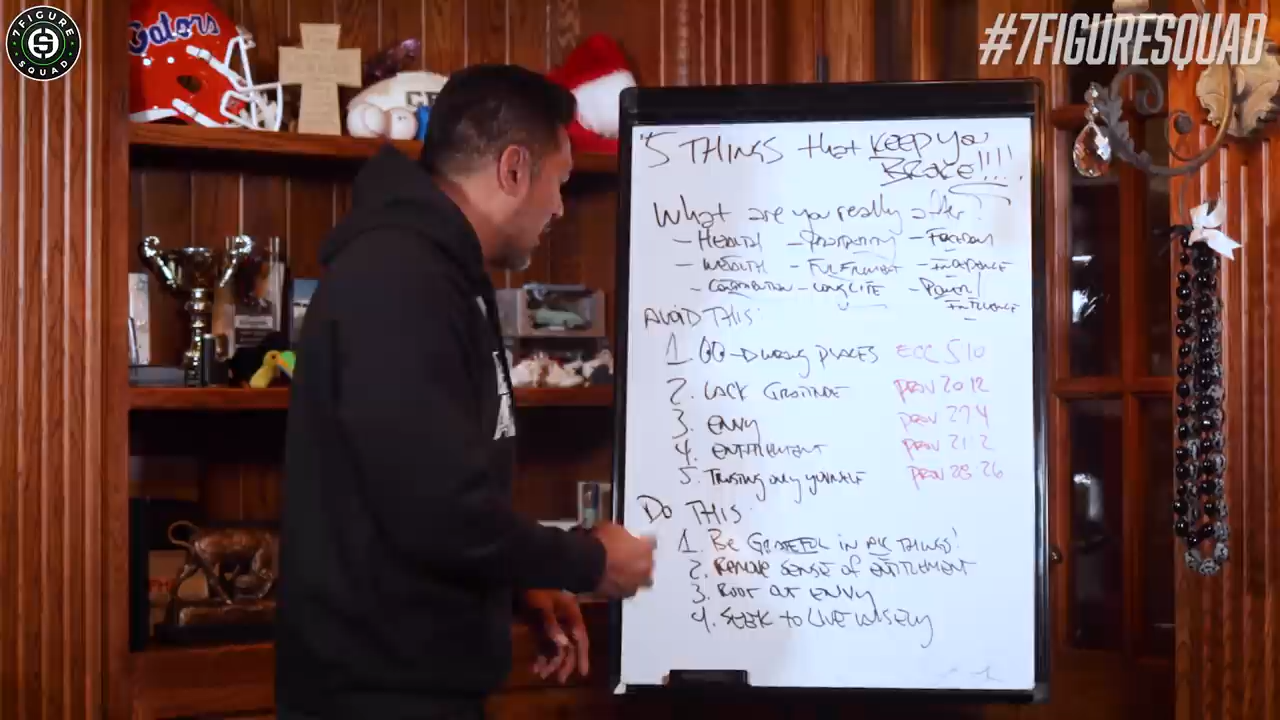 7FIGURE
SQUAD
#7FIGURESQUAD
Gators
5 THINGS that KEEP YOU
BROKE!!!!
What are you really after?
- HEALTH - PROSPERITY - FREEDOM
- WEALTH - FULFILLMENT
- CONTRIBUTION - LONG LIFE - POWER/
INFLUENCE
AVOID THIS:
1. WRONG PLACES ECC 5 10
2. LACK GRATITUDE PROV 20 12
3. ENVY PROV 27 4
4. ENTITLEMENT PROV 21:2
5. TRUSTING ONLY YOURSELF PROV 28 26
DO THIS:
1. Be GRATEFUL in ALL THINGS!
2. REMOVE SENSE OF ENTITLEMENT
3. ROOT OUT ENVY
4. SEEK to LIVE WISELY